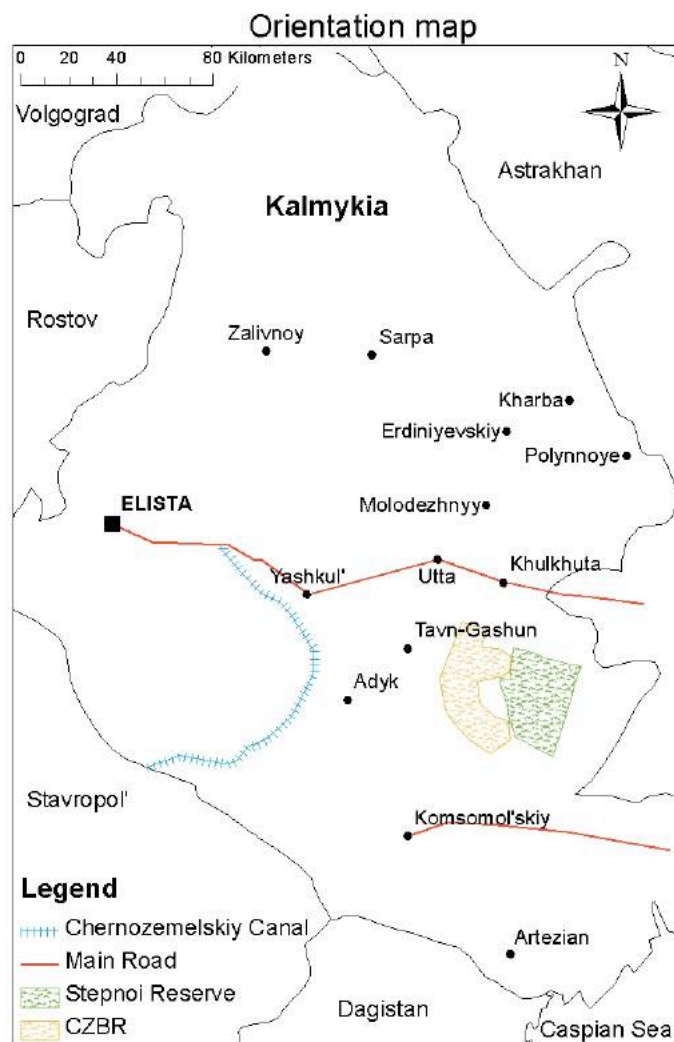 Orientation map
0 20 40 80 Kilometers
N
Volgograd
Astrakhan
Kalmykia
Rostov
Zalivnoy
Sarpa
Kharba
Erdiniyevskiy
Polynnoye
Molodezhnyy
ELISTA
Yashkul'
Utta
Khulkhuta
Tavn-Gashun
Adyk
Stavropol'
Komsomol'skiy
Legend
Chernozemelskiy Canal
Main Road
Stepnoi Reserve
CZBR
Artezian
Dagistan
Caspian Sea